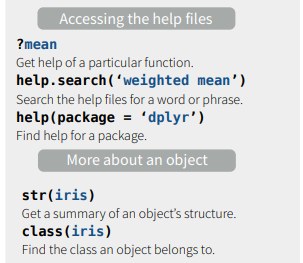 Accessing the help files
?mean
Get help of a particular function.
help.search(‘weighted mean’)
Search the help files for a word or phrase.
help(package = ‘dplyr’)
Find help for a package.
More about an object
str(iris)
Get a summary of an object’s structure.
class(iris)
Find the class an object belongs to.